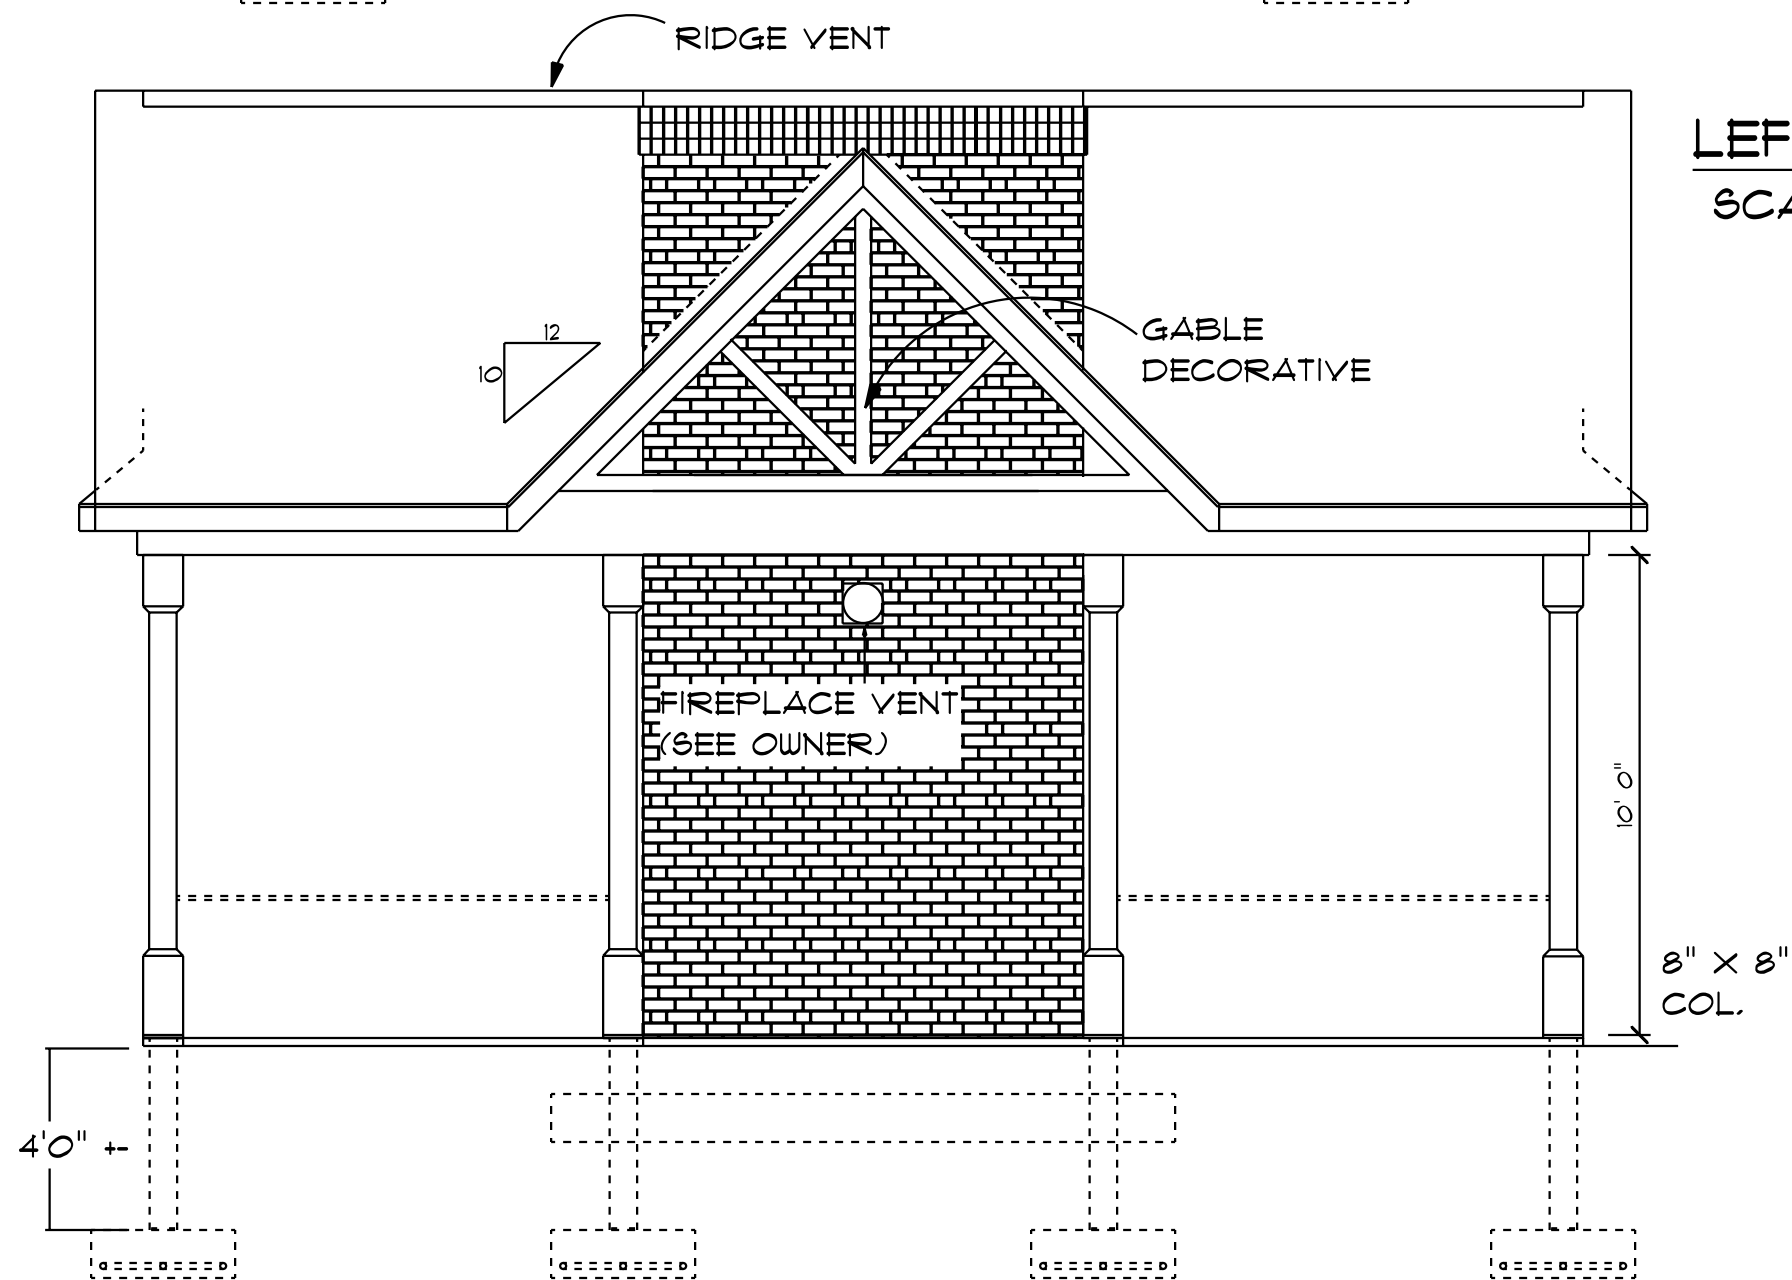 RIDGE VENT
LEF
SCA
12
10
GABLE
DECORATIVE
FIREPLACE VENT
(SEE OWNER)
10' 0"
8" X 8"
COL.
4'0" +-